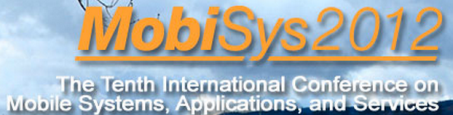 MobiSys2012
The Tenth International Conference on
Mobile Systems, Applications, and Services